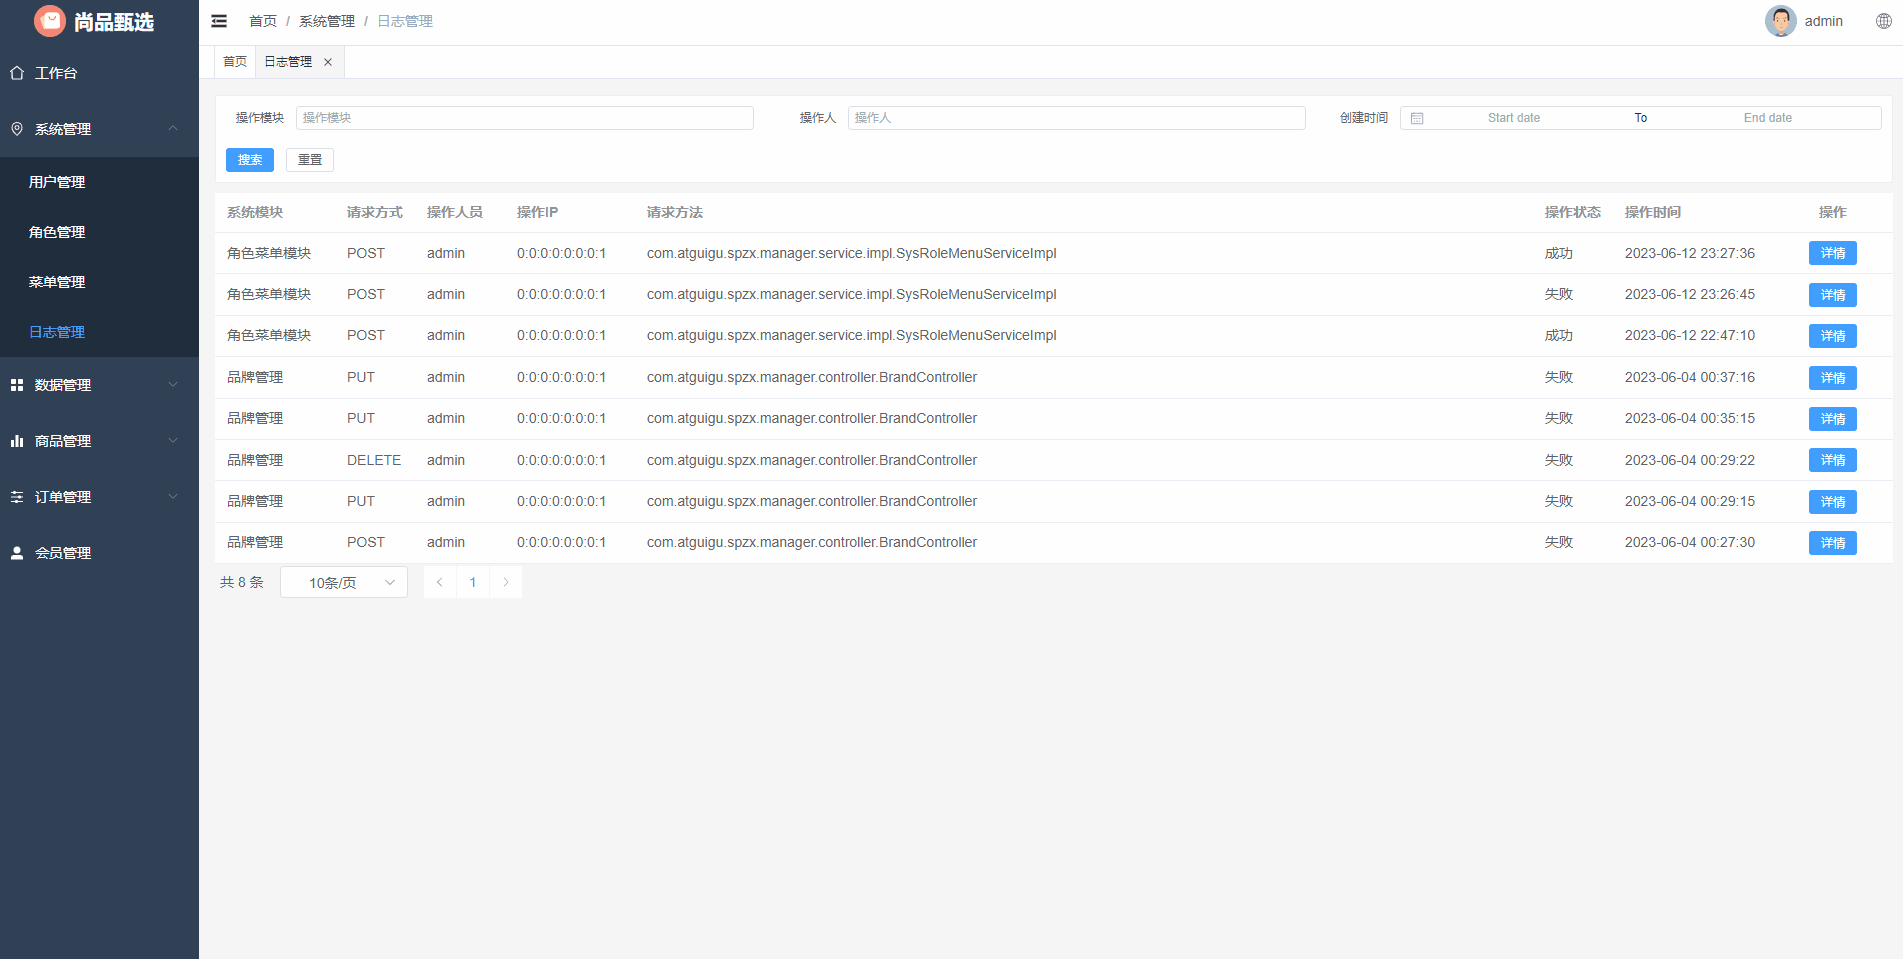 尚品甄选
首页 / 系统管理 / 日志管理
admin
首页 日志管理
工作台
系统管理
用户管理
角色管理
菜单管理
日志管理
数据管理
商品管理
订单管理
会员管理
操作模块 操作模块 操作人 操作人 创建时间 Start date To End date
搜索 重置
系统模块 请求方式 操作人员 操作IP 请求方法 操作状态 操作时间 操作
角色菜单模块 POST admin 0:0:0:0:0:0:0:1 com.atguigu.spzx.manager.service.impl.SysRoleMenuServiceImpl 成功 2023-06-12 23:27:36 详情
角色菜单模块 POST admin 0:0:0:0:0:0:0:1 com.atguigu.spzx.manager.service.impl.SysRoleMenuServiceImpl 失败 2023-06-12 23:26:45 详情
角色菜单模块 POST admin 0:0:0:0:0:0:0:1 com.atguigu.spzx.manager.service.impl.SysRoleMenuServiceImpl 成功 2023-06-12 22:47:10 详情
品牌管理 PUT admin 0:0:0:0:0:0:0:1 com.atguigu.spzx.manager.controller.BrandController 失败 2023-06-04 00:37:16 详情
品牌管理 PUT admin 0:0:0:0:0:0:0:1 com.atguigu.spzx.manager.controller.BrandController 失败 2023-06-04 00:35:15 详情
品牌管理 DELETE admin 0:0:0:0:0:0:0:1 com.atguigu.spzx.manager.controller.BrandController 失败 2023-06-04 00:29:22 详情
品牌管理 PUT admin 0:0:0:0:0:0:0:1 com.atguigu.spzx.manager.controller.BrandController 失败 2023-06-04 00:29:15 详情
品牌管理 POST admin 0:0:0:0:0:0:0:1 com.atguigu.spzx.manager.controller.BrandController 失败 2023-06-04 00:27:30 详情
共 8 条 10条/页 1